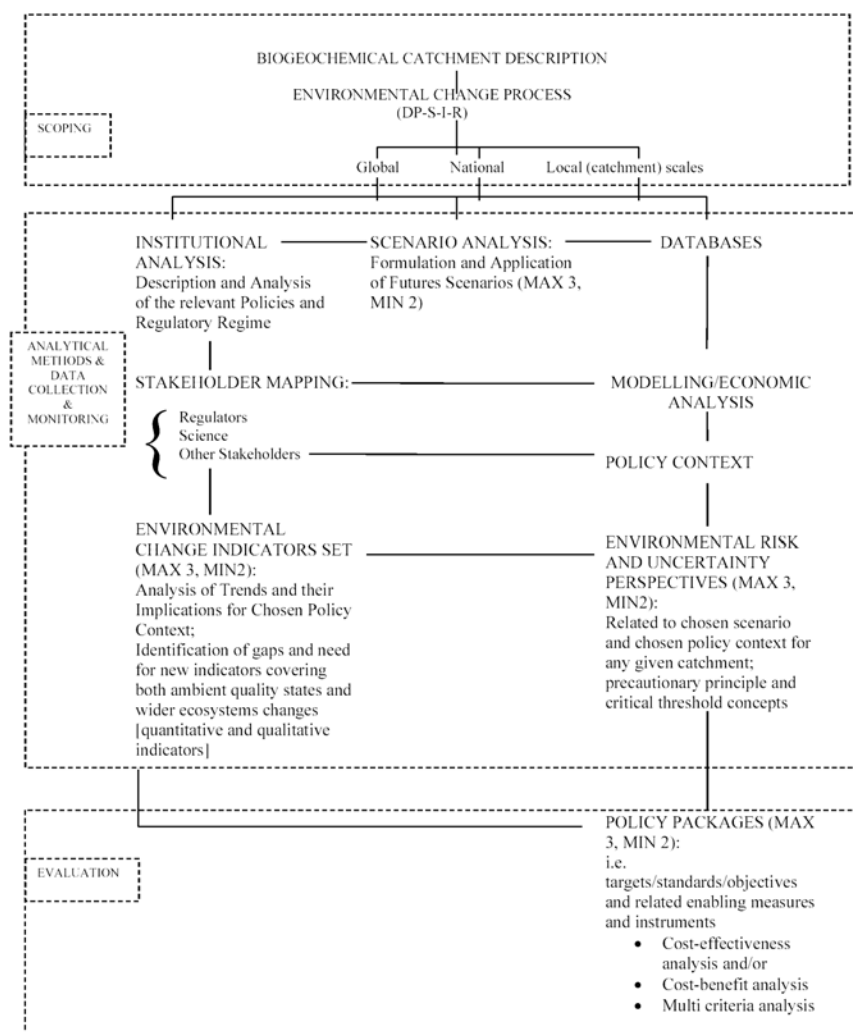 BIOGEOCHEMICAL CATCHMENT DESCRIPTION
ENVIRONMENTAL CHANGE PROCESS
(DP-S-I-R)
SCOPING
Global
National
Local (catchment) scales
INSTITUTIONAL
ANALYSIS:
Description and Analysis
of the relevant Policies and
Regulatory Regime
SCENARIO ANALYSIS:
Formulation and Application
of Futures Scenarios (MAX 3,
MIN 2)
DATABASES
ANALYTICAL
METHODS &
DATA
COLLECTION
&
MONITORING
STAKEHOLDER MAPPING:
Regulators
Science
Other Stakeholders
MODELLING/ECONOMIC
ANALYSIS
POLICY CONTEXT
ENVIRONMENTAL
CHANGE INDICATORS SET
(MAX 3, MIN2):
Analysis of Trends and their
Implications for Chosen Policy
Context;
Identification of gaps and need
for new indicators covering
both ambient quality states and
wider ecosystems changes
[quantitative and qualitative
indicators]
ENVIRONMENTAL RISK
AND UNCERTAINTY
PERSPECTIVES (MAX 3,
MIN2):
Related to chosen scenario
and chosen policy context for
any given catchment;
precautionary principle and
critical threshold concepts
EVALUATION
POLICY PACKAGES (MAX
3, MIN 2):
i.e.
targets/standards/objectives
and related enabling measures
and instruments
• Cost-effectiveness
analysis and/or
• Cost-benefit analysis
• Multi criteria analysis